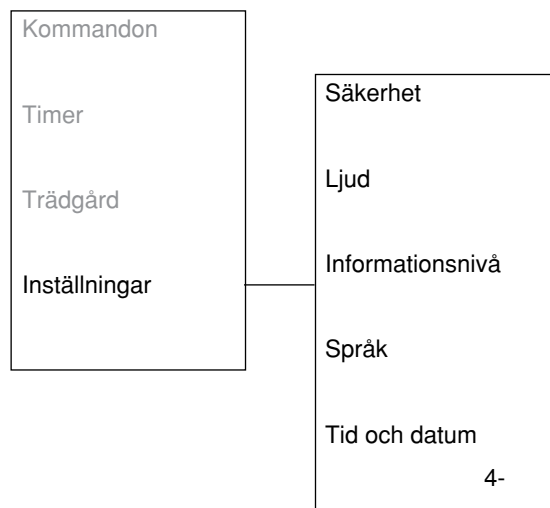 Kommandon
Timer
Trädgård
Inställningar
Säkerhet
Ljud
Informationsnivå
Språk
Tid och datum
4-